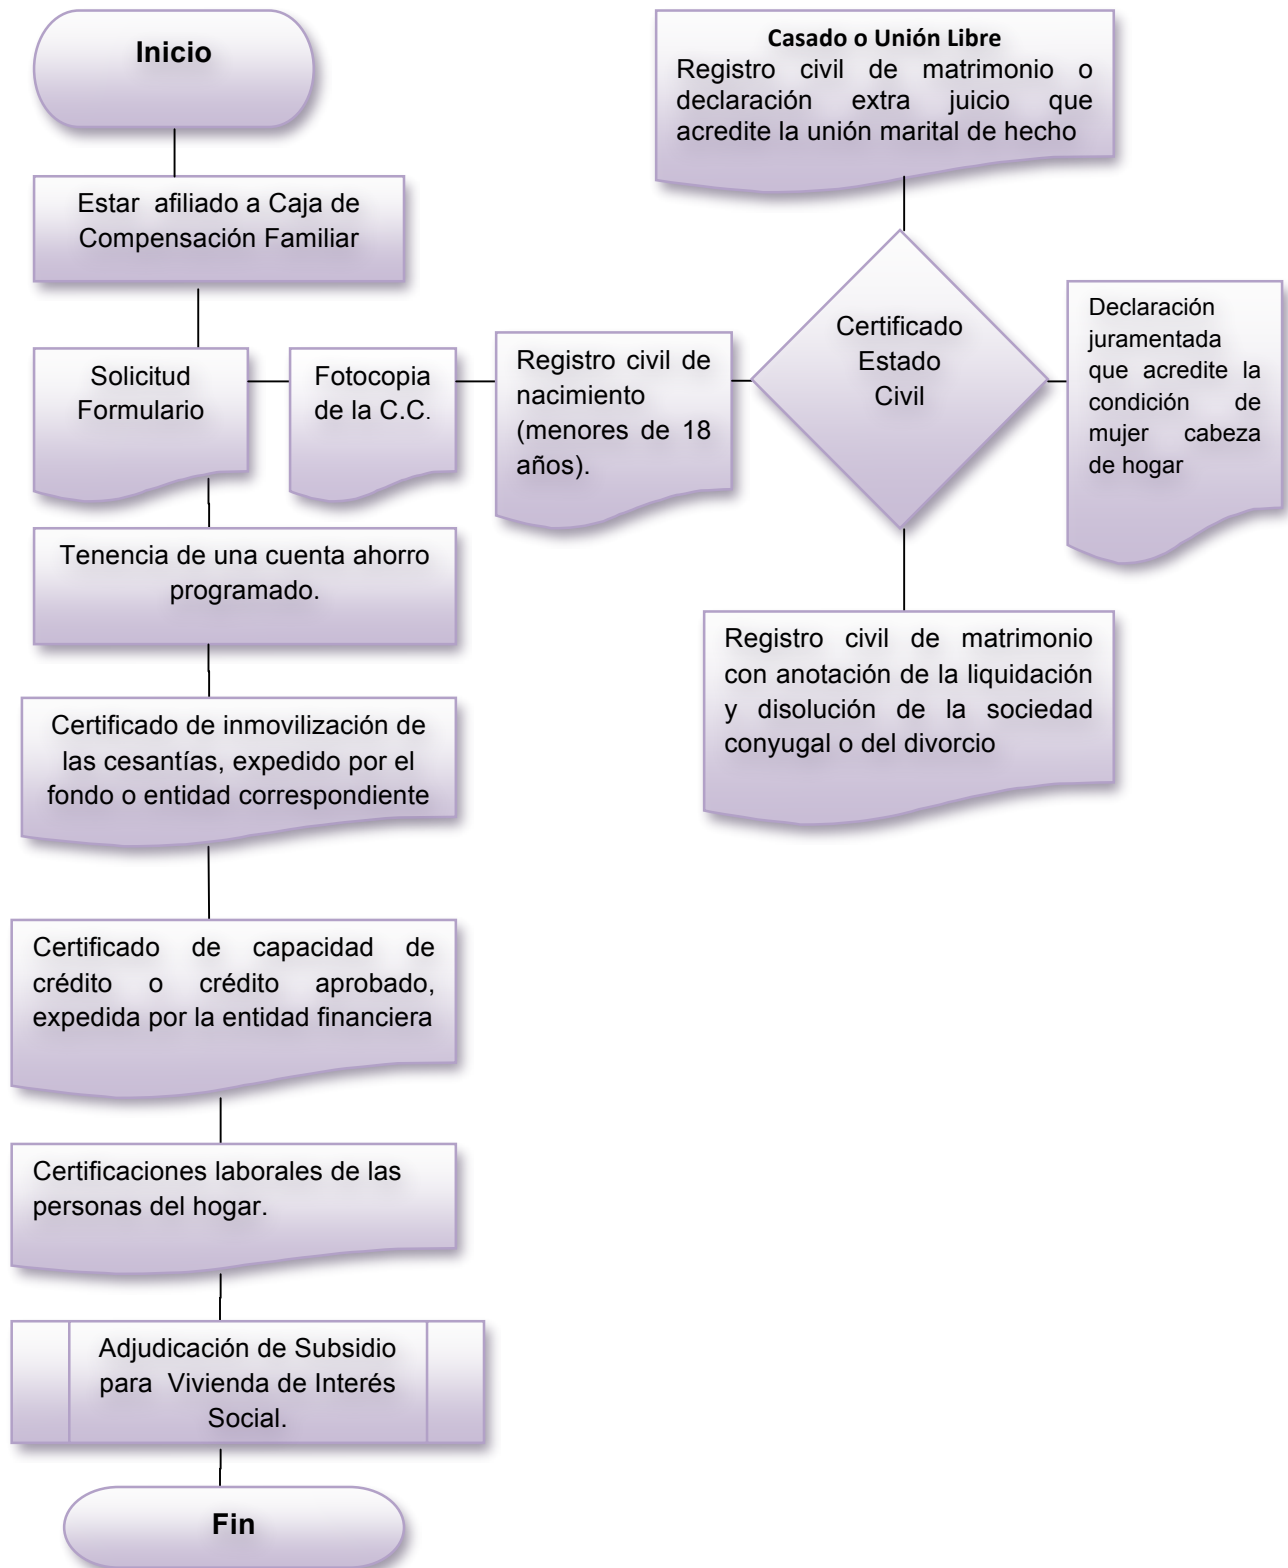 Inicio
Estar afiliado a Caja de
Compensación Familiar
Solicitud
Formulario
Fotocopia
de la C.C.
Registro civil de
nacimiento
(menores de 18
años).
Certificado
Estado
Civil
Casado o Unión Libre
Registro civil de matrimonio o
declaración extra juicio que
acredite la unión marital de hecho
Declaración
juramentada
que acredite la
condición de
mujer cabeza
de hogar
Registro civil de matrimonio
con anotación de la liquidación
y disolución de la sociedad
conyugal o del divorcio
Tenencia de una cuenta ahorro
programado.
Certificado de inmovilización de
las cesantías, expedido por el
fondo o entidad correspondiente
Certificado de capacidad de
crédito o crédito aprobado,
expedida por la entidad financiera
Certificaciones laborales de las
personas del hogar.
Adjudicación de Subsidio
para Vivienda de Interés
Social.
Fin